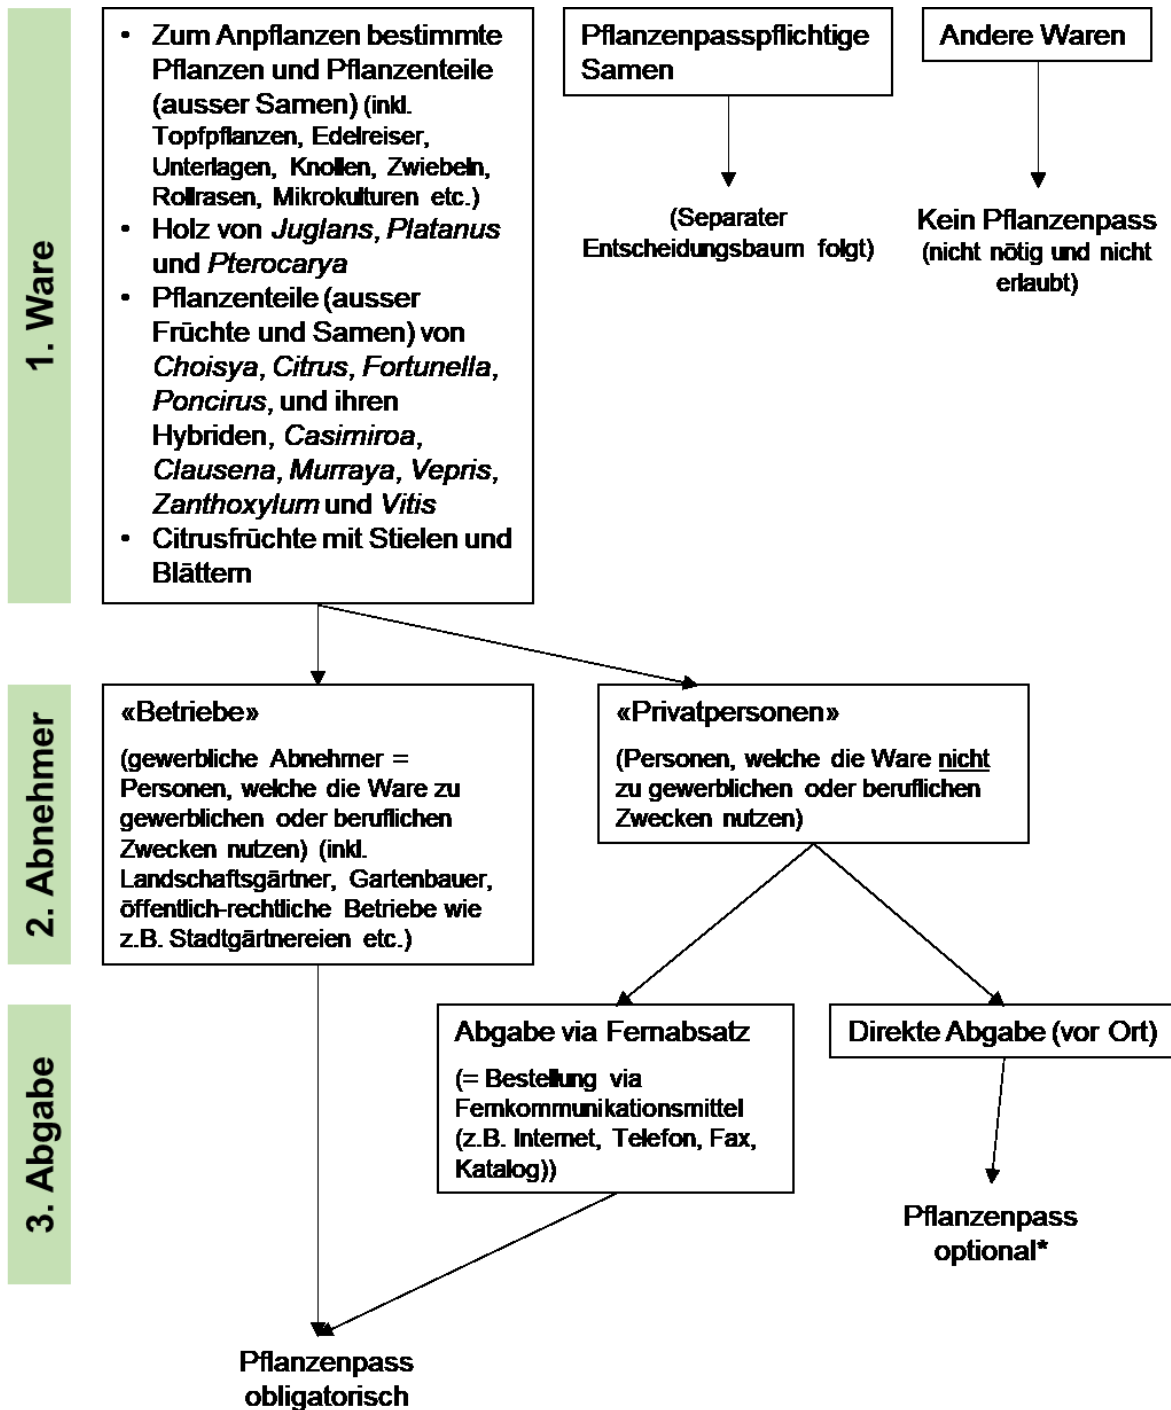 1. Ware
• Zum Anpflanzen bestimmte
Pflanzen und Pflanzenteile
(ausser Samen) (inkl.
Topfpflanzen, Edelreiser,
Unterlagen, Knollen, Zwiebeln,
Rollrasen, Mikrokulturen etc.)
• Holz von Juglans, Platanus
und Pterocarya
• Pflanzenteile (ausser
Früchte und Samen) von
Choisya, Citrus, Fortunella,
Poncirus, und ihren
Hybriden, Casimiroa,
Clausena, Murraya, Vepris,
Zanthoxylum und Vitis
• Citrusfrüchte mit Stielen und
Blättern
Pflanzenpasspflichtige
Samen
(Separater
Entscheidungsbaum folgt)
Andere Waren
Kein Pflanzenpass
(nicht nötig und nicht
erlaubt)
2. Abnehmer
«Betriebe»
(gewerbliche Abnehmer =
Personen, welche die Ware zu
gewerblichen oder beruflichen
Zwecken nutzen) (inkl.
Landschaftsgärtner, Gartenbauer,
öffentlich-rechtliche Betriebe wie
z.B. Stadtgärtnereien etc.)
«Privatpersonen»
(Personen, welche die Ware nicht
zu gewerblichen oder beruflichen
Zwecken nutzen)
3. Abgabe
Abgabe via Fernabsatz
(= Bestellung via
Fernkommunikationsmittel
(z.B. Internet, Telefon, Fax,
Katalog))
Direkte Abgabe (vor Ort)
Pflanzenpass
optional*
Pflanzenpass
obligatorisch